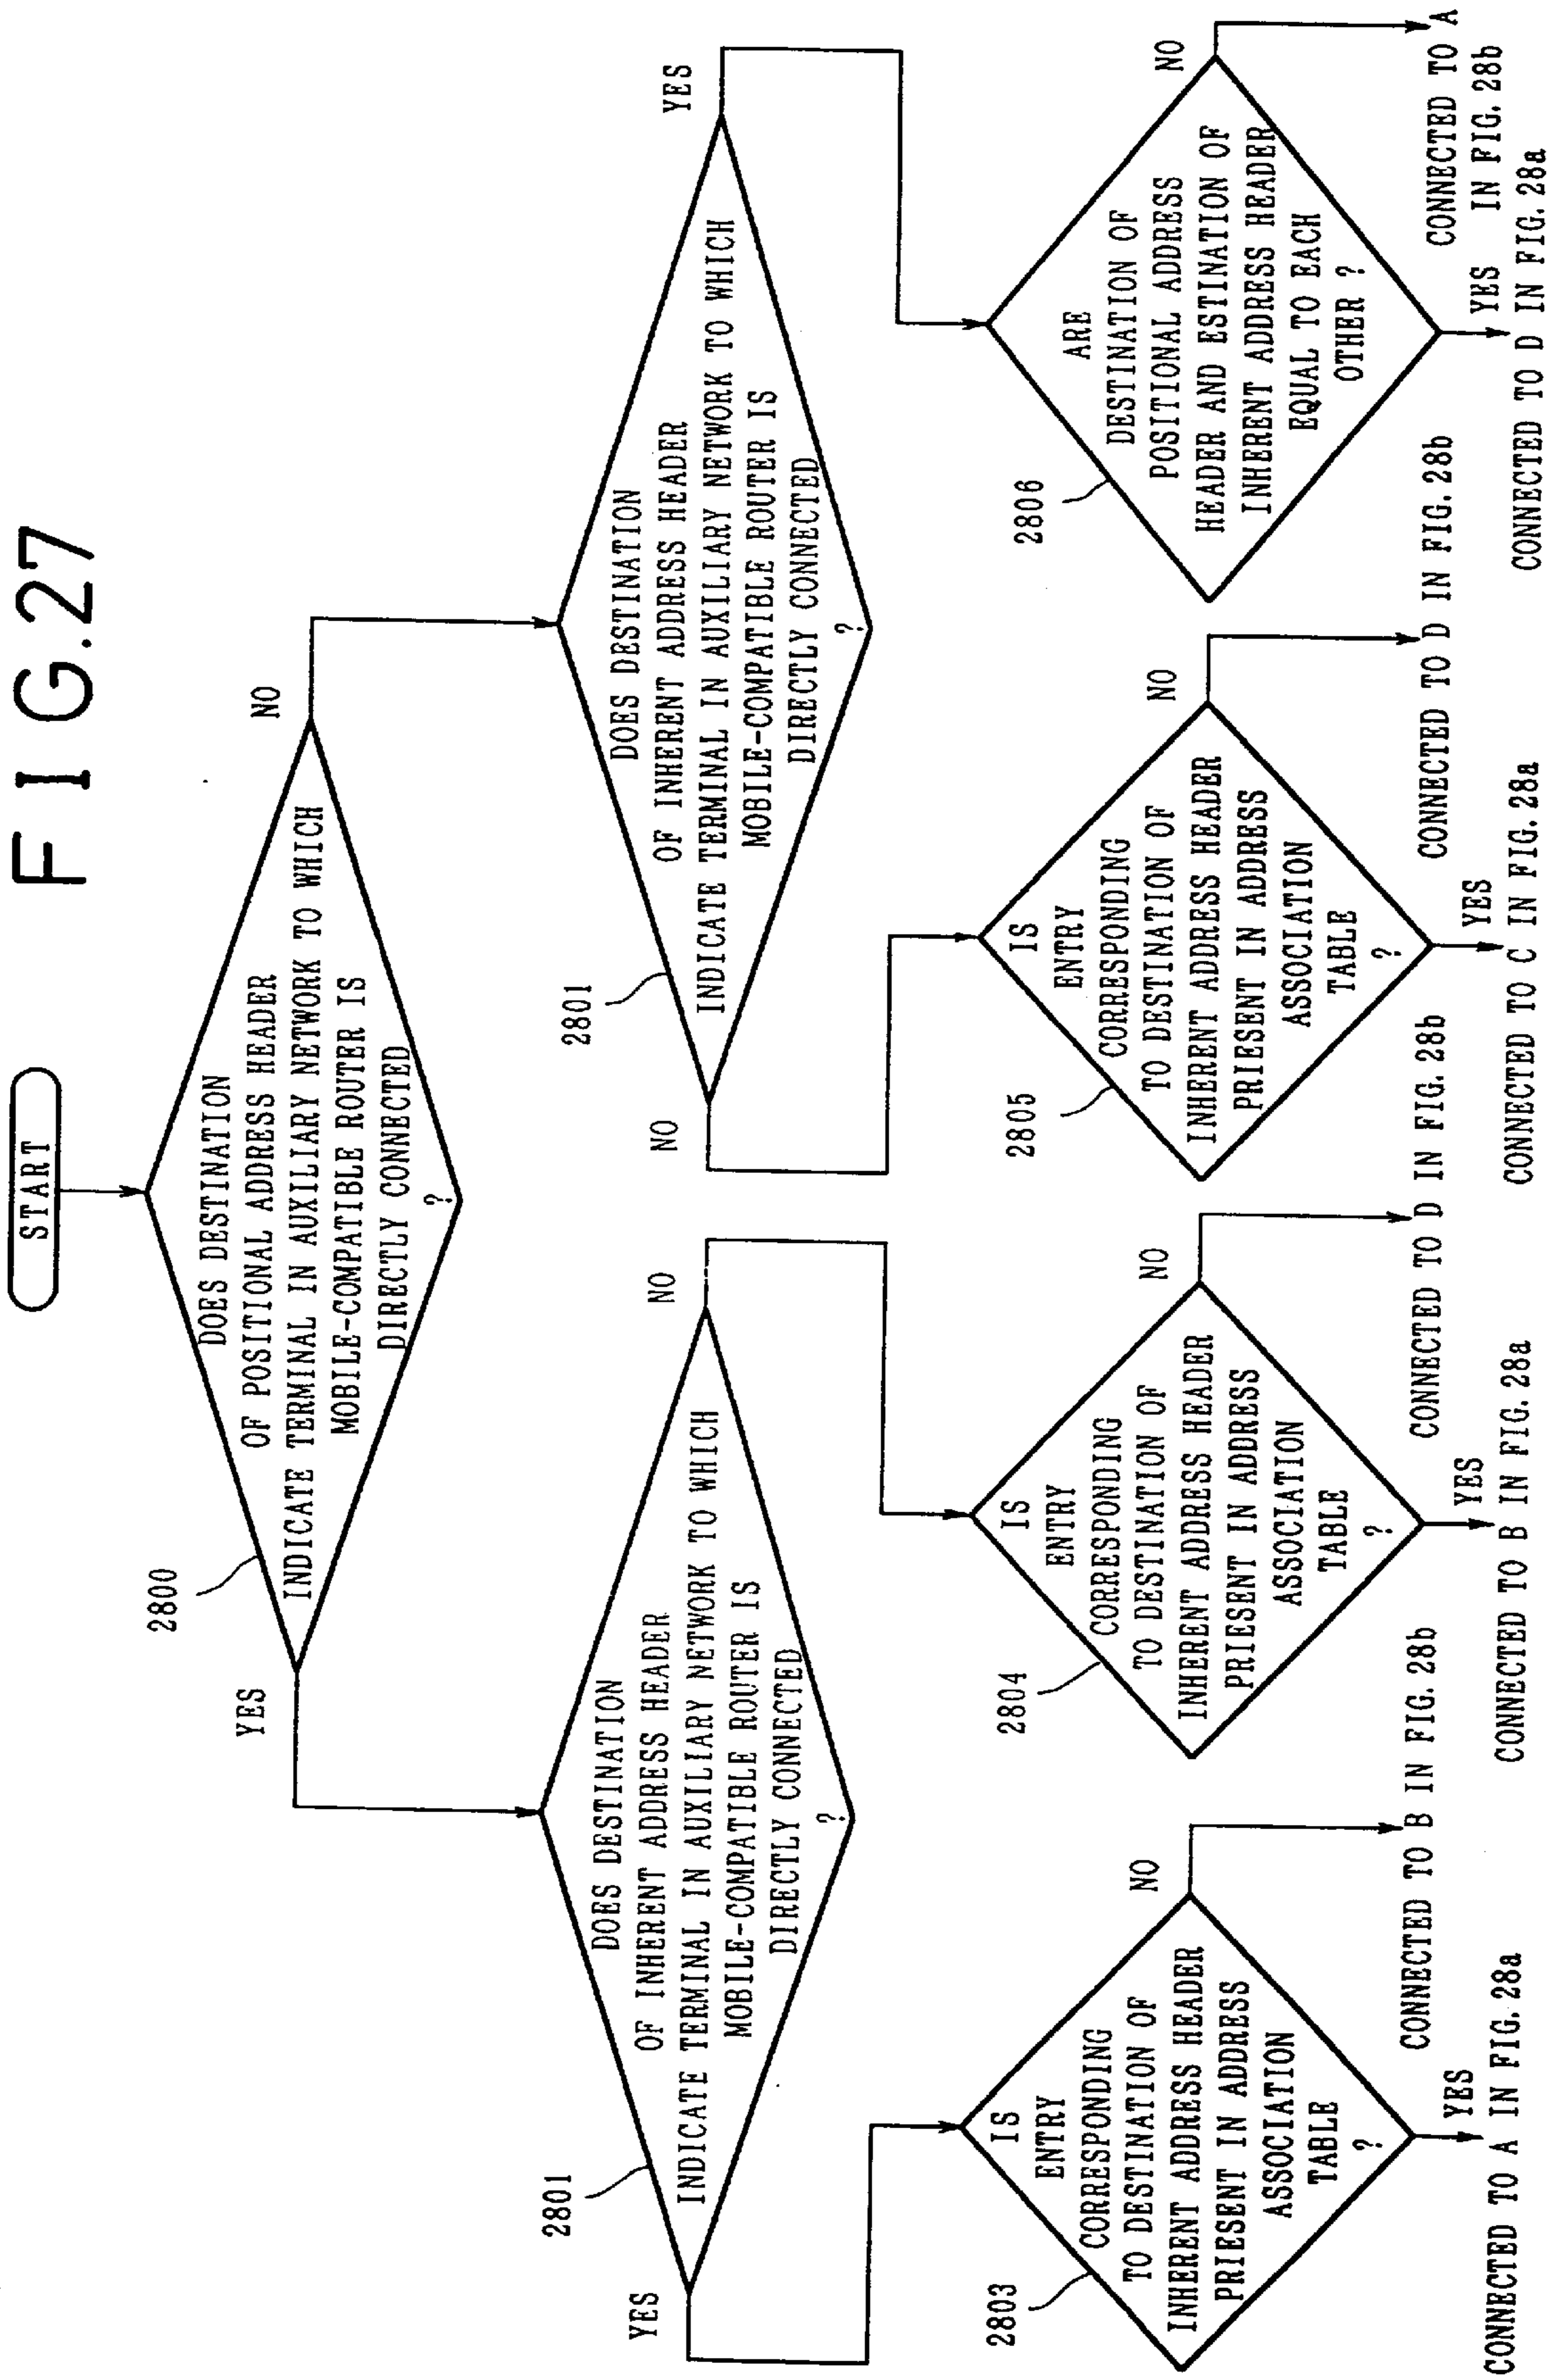 FIG.27
START
DOES DESTINATION
OF POSITIONAL ADDRESS HEADER
INDICATE TERMINAL IN AUXILIARY NETWORK TO WHICH
MOBILE-COMPATIBLE ROUTER IS
DIRECTLY CONNECTED
?
2800
YES
NO
DOES DESTINATION
OF INHERENT ADDRESS HEADER
INDICATE TERMINAL IN AUXILIARY NETWORK TO WHICH
MOBILE-COMPATIBLE ROUTER IS
DIRECTLY CONNECTED
?
2801
YES
NO
DOES DESTINATION
OF INHERENT ADDRESS HEADER
INDICATE TERMINAL IN AUXILIARY NETWORK TO WHICH
MOBILE-COMPATIBLE ROUTER IS
DIRECTLY CONNECTED
?
2801
NO
YES
IS
ENTRY
CORRESPONDING
TO DESTINATION OF
INHERENT ADDRESS HEADER
PRIESENT IN ADDRESS
ASSOCIATION
TABLE
?
2803
NO
CONNECTED TO B IN FIG. 28b
YES
CONNECTED TO A IN FIG. 28a
IS
ENTRY
CORRESPONDING
TO DESTINATION OF
INHERENT ADDRESS HEADER
PRIESENT IN ADDRESS
ASSOCIATION
TABLE
?
2804
NO
CONNECTED TO D IN FIG. 28b
YES
CONNECTED TO B IN FIG. 28a
IS
ENTRY
CORRESPONDING
TO DESTINATION OF
INHERENT ADDRESS HEADER
PRIESENT IN ADDRESS
ASSOCIATION
TABLE
?
2805
NO
CONNECTED TO D IN FIG. 28b
YES
CONNECTED TO C IN FIG. 28a
ARE
DESTINATION OF
POSITIONAL ADDRESS
HEADER AND ESTINATION OF
INHERENT ADDRESS HEADER
EQUAL TO EACH
OTHER ?
2806
NO
CONNECTED TO A
IN FIG. 28b
YES
CONNECTED TO D IN FIG. 28a